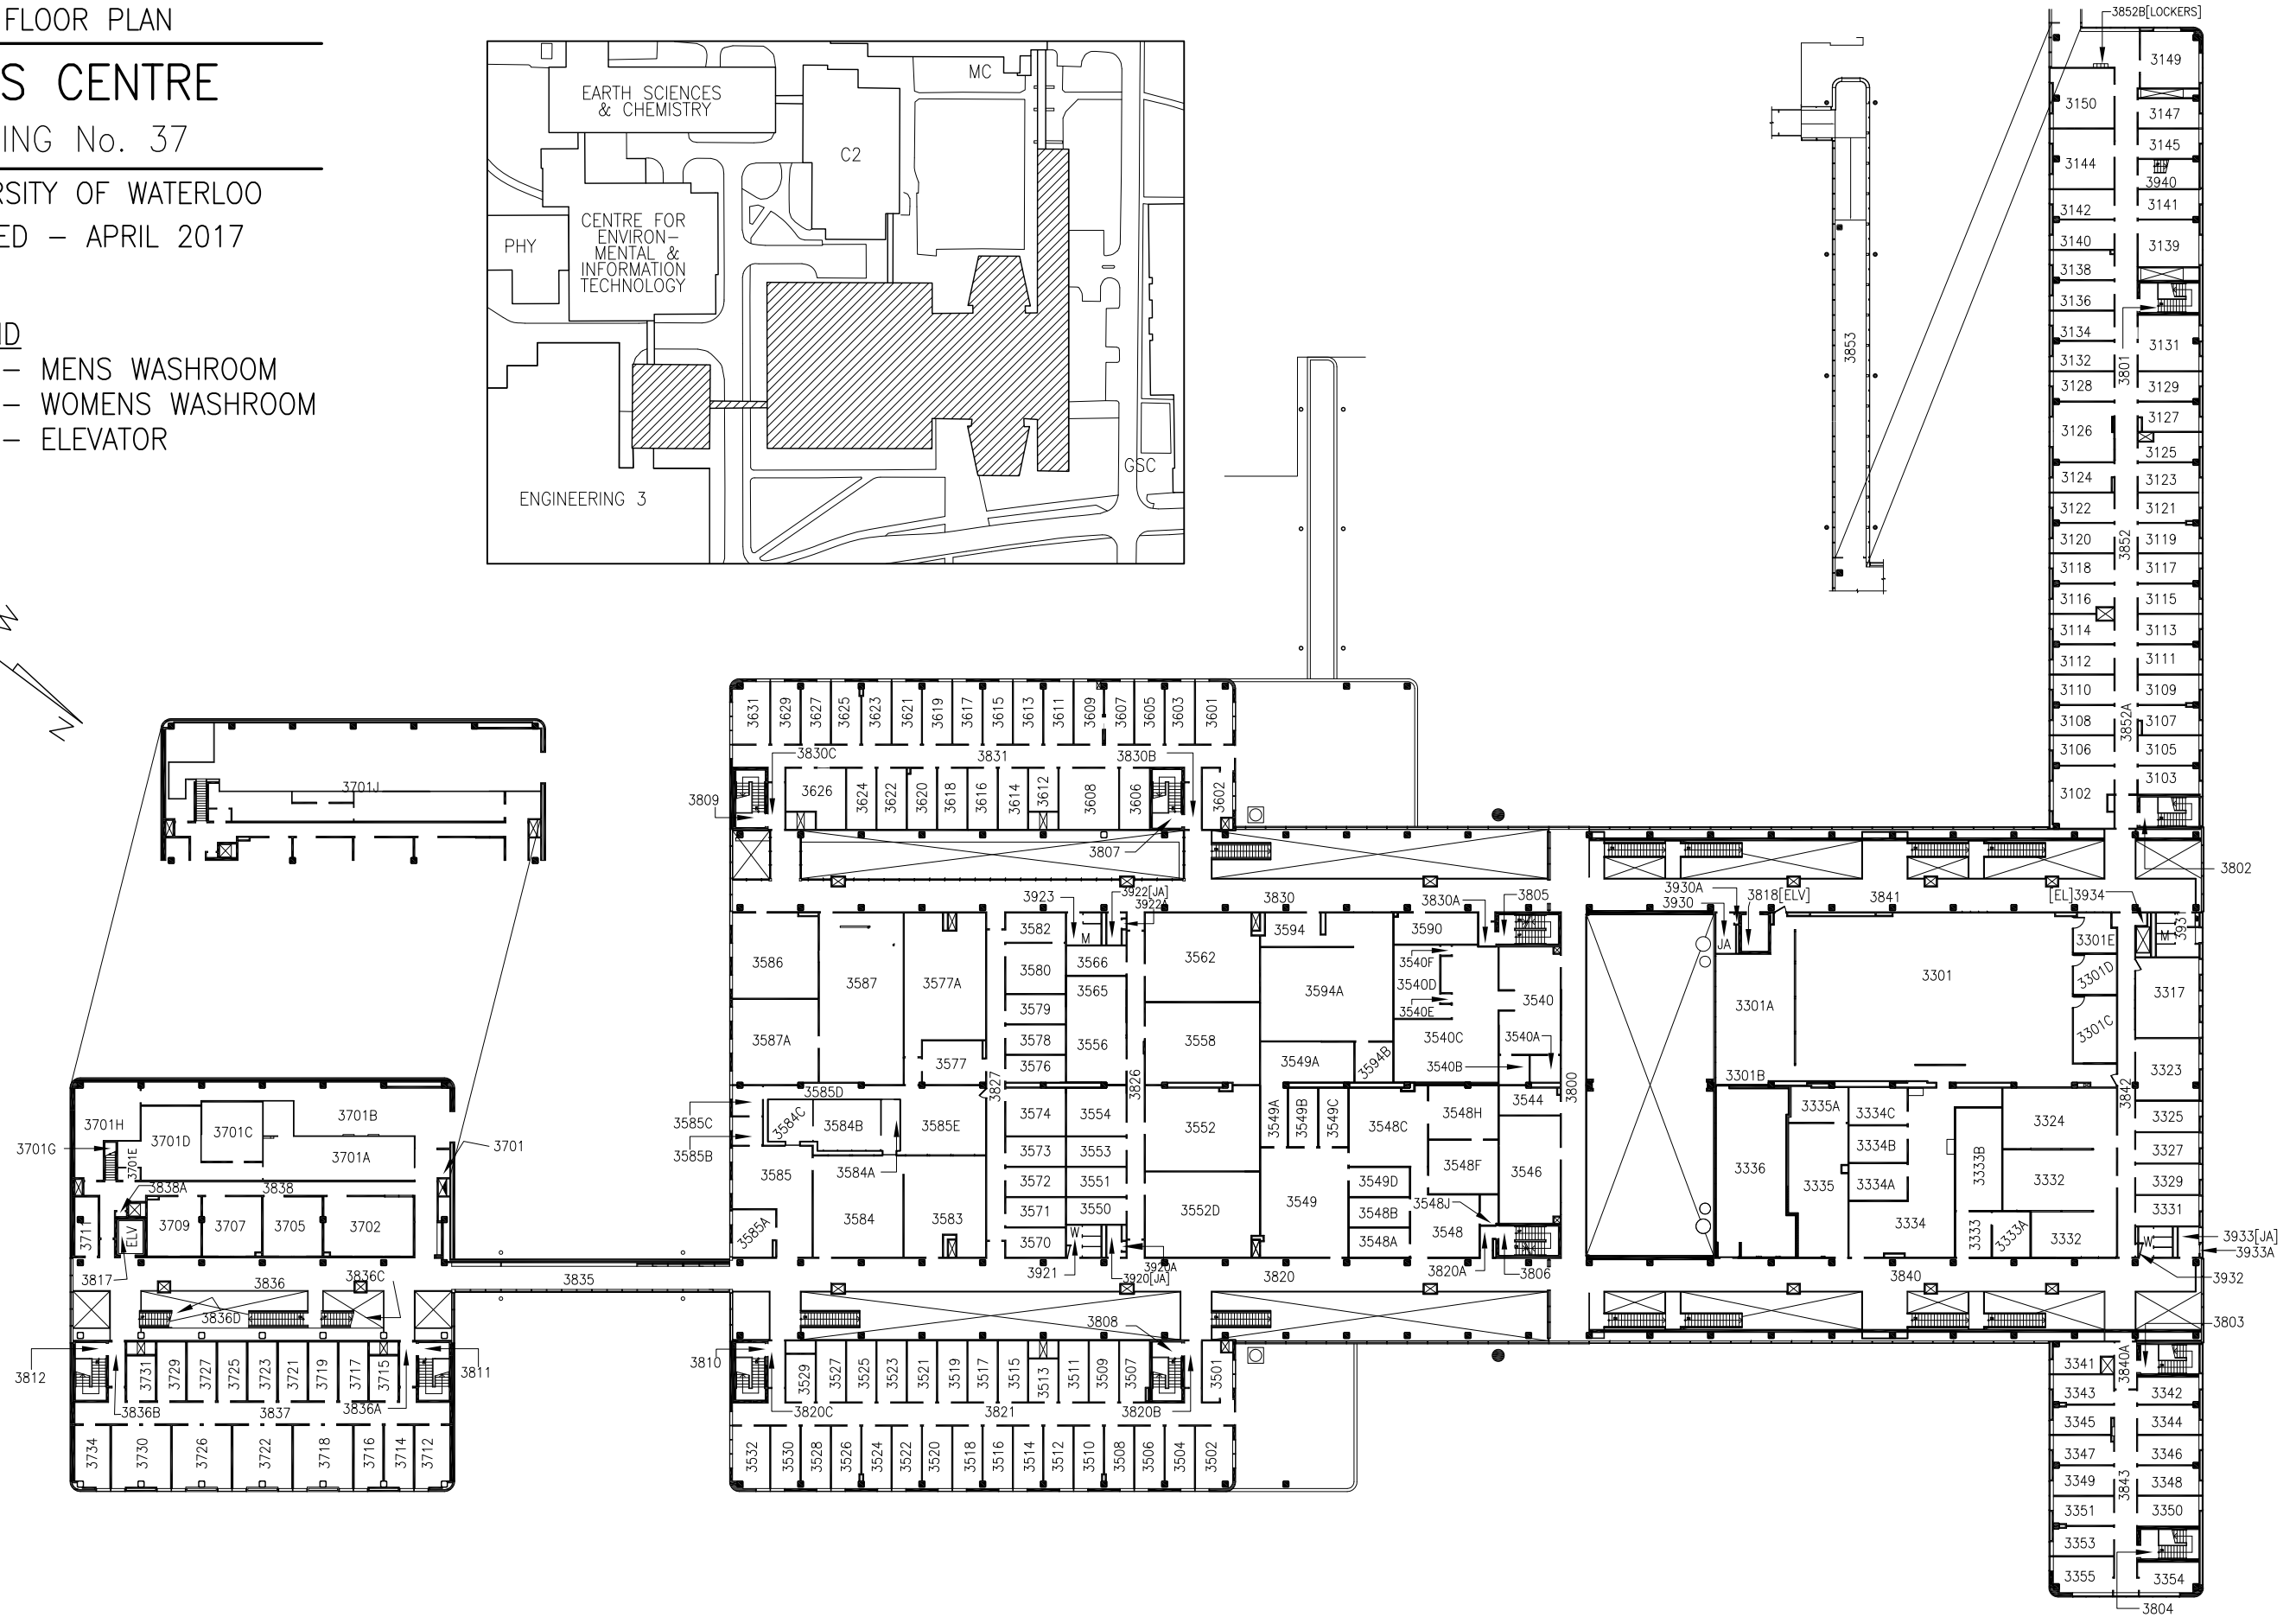 FLOOR PLAN
S CENTRE
ING No. 37
RSITY OF WATERLOO
ED – APRIL 2017
ND
– MENS WASHROOM
– WOMENS WASHROOM
– ELEVATOR
W
N
MC
EARTH SCIENCES
& CHEMISTRY
C2
CENTRE FOR
ENVIRON–
MENTAL &
INFORMATION
TECHNOLOGY
PHY
GSC
ENGINEERING 3
3852B[LOCKERS]
3149
3150
3147
3145
3144
3940
3142
3141
3140
3139
3138
3136
3134
3131
3132
3801
3853
3128
3129
3127
3126
3125
3124
3123
3122
3121
3120
3852
3119
3118
3117
3116
3115
3114
3113
3112
3111
3110
3109
3108
3852A
3107
3106
3105
3103
3102
3802
3631
3629
3627
3625
3623
3621
3619
3617
3615
3613
3611
3609
3607
3605
3603
3601
3830C
3831
3830B
3626
3624
3622
3620
3618
3616
3614
3612
3608
3606
3602
3809
3807
3701J
3923
3922[JA]
3922A
3830
3830A
3805
3930A
3930
3818[ELV]
3841
[EL]3934
3931
M
JA
M
3586
3587
3577A
3582
3566
3580
3565
3579
3578
3576
3577
3587A
3556
3562
3558
3594
3594A
3590
3540F
3540D
3540E
3540
3540C
3540A
3540B
3549A
3594B
3301A
3301
3301B
3301E
3301D
3301C
3317
3323
3585D
3585C
3585B
3584C
3584B
3585E
3585
3584A
3585A
3584
3583
3827
3826
3574
3554
3573
3553
3572
3551
3571
3550
3570
W
3552
3552D
3549A
3549B
3549C
3548C
3548H
3548F
3549D
3549
3548B
3548A
3548J
3548
3544
3546
3800
3335A
3336
3335
3334C
3334B
3334A
3334
3333B
3333
3333A
3324
3332
3332
3842
3325
3327
3329
3331
W
3933[JA]
3933A
3932
3921
3920A
3920[JA]
3820
3820A
3806
3840
3701H
3701B
3701C
3701D
3701A
3701G
3701E
3701
3838A
3838
3711
ELV
3709
3707
3705
3702
3817
3836
3836C
3835
3836D
3812
3731
3729
3727
3725
3723
3721
3719
3717
3715
3811
3836B
3837
3836A
3734
3730
3726
3722
3718
3716
3714
3712
3808
3810
3529
3527
3525
3523
3521
3519
3517
3515
3513
3511
3509
3507
3501
3820C
3821
3820B
3532
3530
3528
3526
3524
3522
3520
3518
3516
3514
3512
3510
3508
3506
3504
3502
3803
3840A
3341
3343
3342
3345
3344
3347
3346
3349
3843
3348
3351
3350
3353
3355
3354
3804